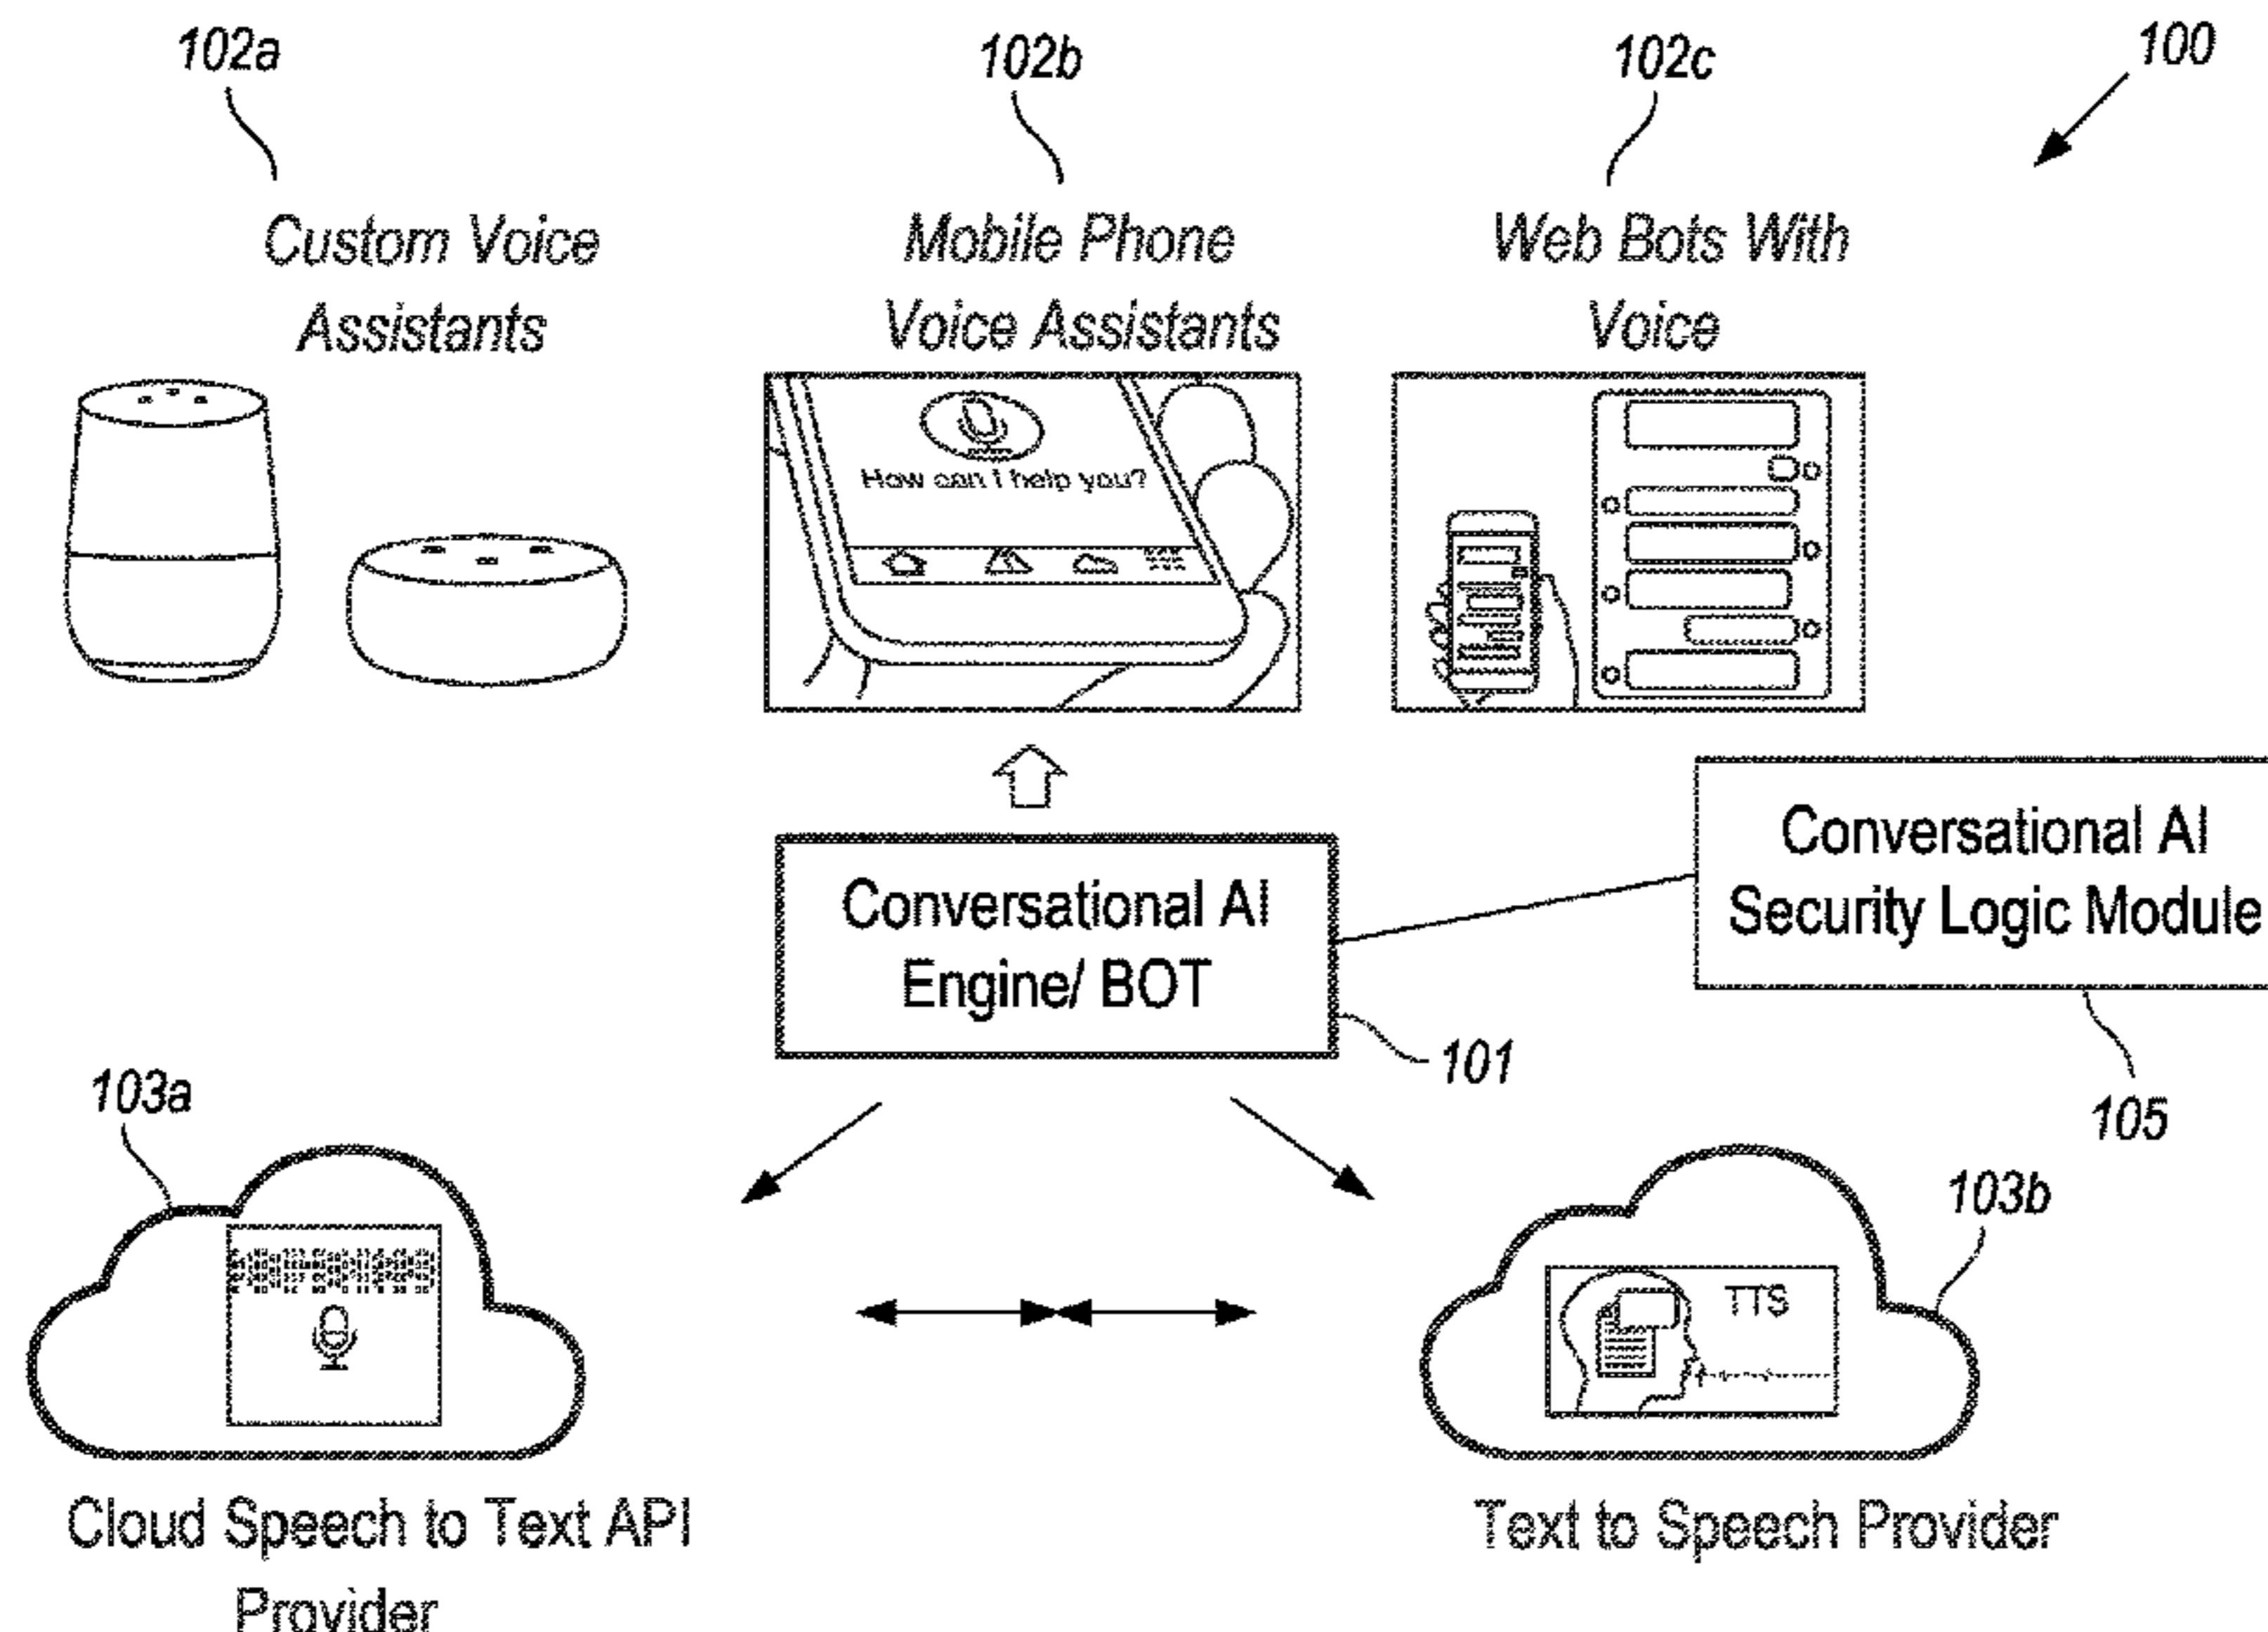 102a
102b
102c
100
Custom Voice
Assistants
Mobile Phone
Voice Assistants
Web Bots With
Voice
How can I help you?
Conversational AI
Engine/ BOT
101
Conversational AI
Security Logic Module
105
103a
103b
TTS
Cloud Speech to Text API
Provider
Text to Speech Provider